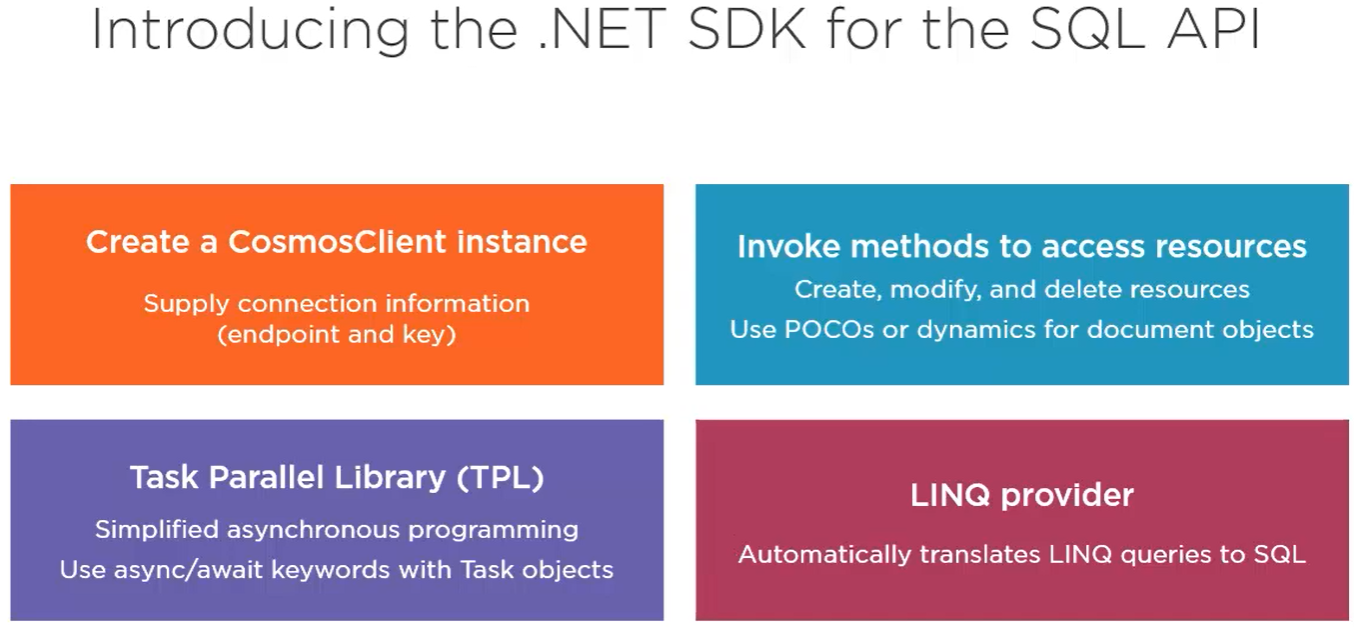 Introducing the .NET SDK for the SQL API
Create a CosmosClient instance
Supply connection information
(endpoint and key)
Invoke methods to access resources
Create, modify, and delete resources
Use POCOs or dynamics for document objects
Task Parallel Library (TPL)
Simplified asynchronous programming
Use async/await keywords with Task objects
LINQ provider
Automatically translates LINQ queries to SQL